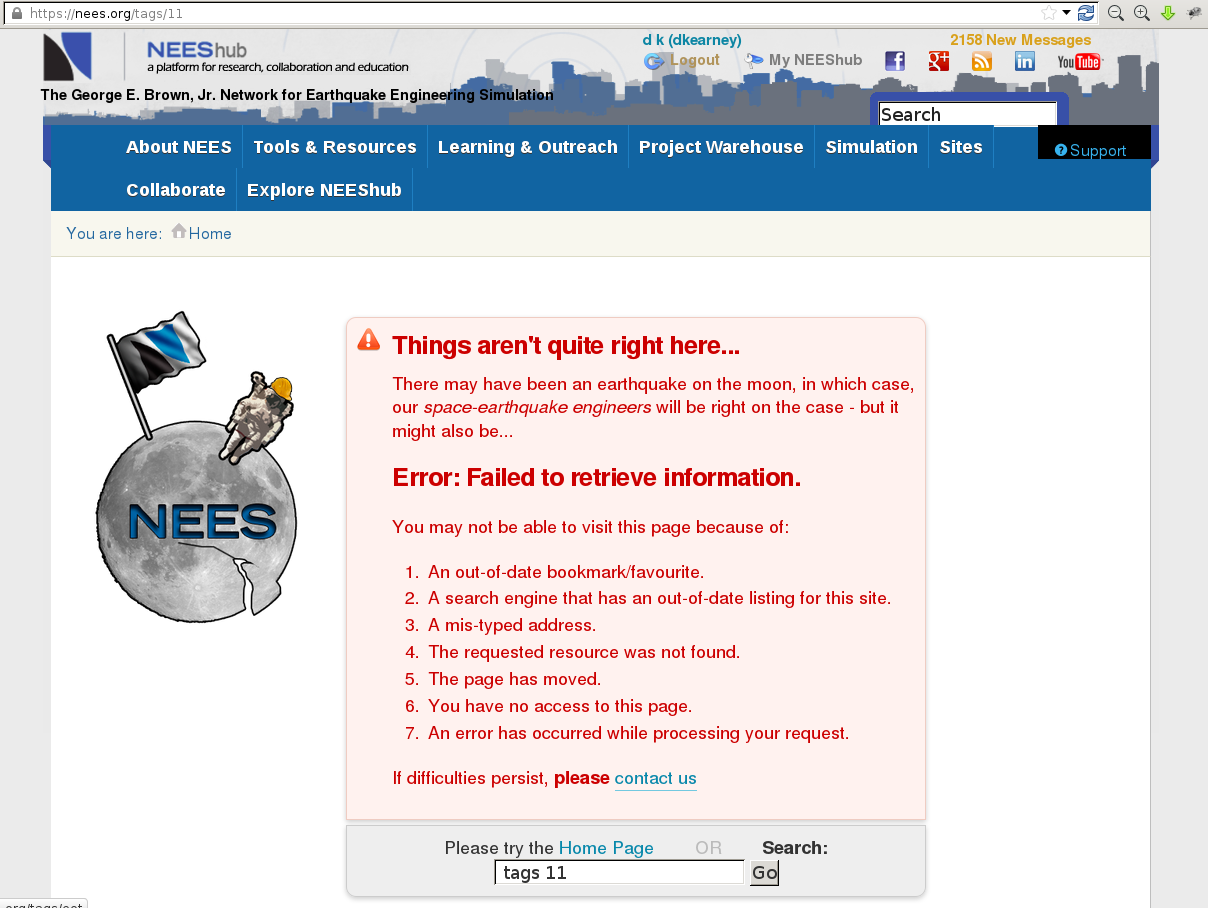 https://nees.org/tags/11
NEEShub
a platform for research, collaboration and education
The George E. Brown, Jr. Network for Earthquake Engineering Simulation
d k (dkearney)
2158 New Messages
Logout
My NEEShub
You Tube
Search
About NEES
Tools & Resources
Learning & Outreach
Project Warehouse
Simulation
Sites
Support
Collaborate
Explore NEEShub
You are here: Home
NEES
Things aren't quite right here...
There may have been an earthquake on the moon, in which case,
our space-earthquake engineers will be right on the case - but it
might also be...
Error: Failed to retrieve information.
You may not be able to visit this page because of:
1. An out-of-date bookmark/favourite.
2. A search engine that has an out-of-date listing for this site.
3. A mis-typed address.
4. The requested resource was not found.
5. The page has moved.
6. You have no access to this page.
7. An error has occurred while processing your request.
If difficulties persist, please contact us
Please try the Home Page OR Search:
tags 11 Go